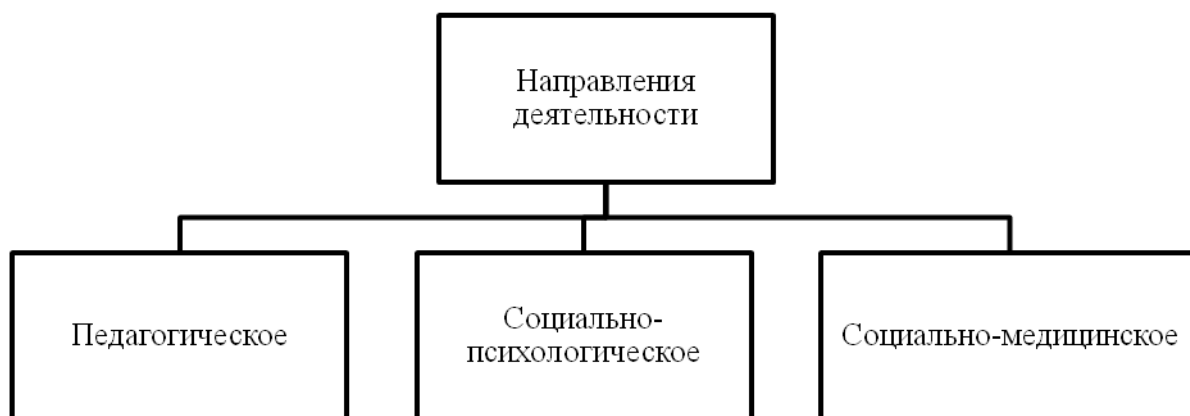 Направления
деятельности
Педагогическое
Социально-
психологическое
Социально-медицинское